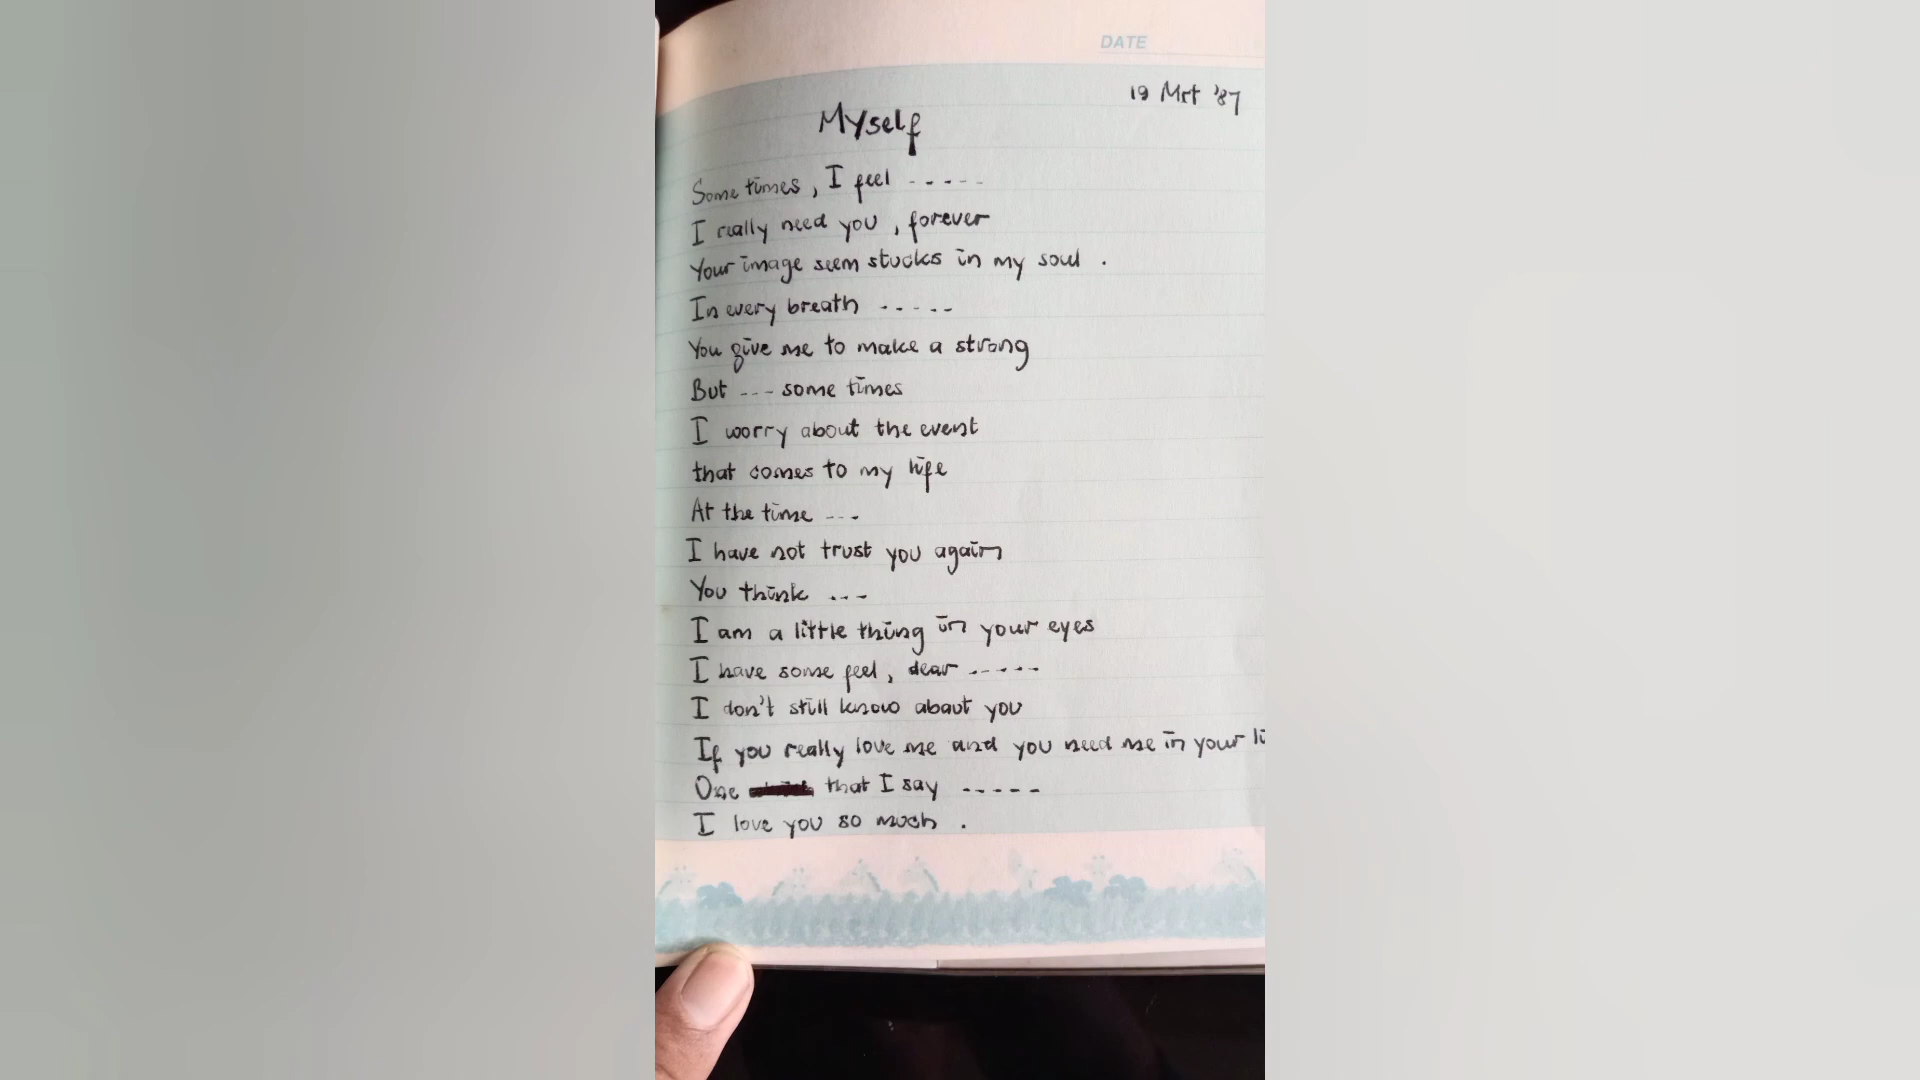 DATE
19 Mrt '87
Myself
Some times, I feel -----
I really need you, forever
Your image seem stucks in my soul.
In every breath -----
You give me to make a strong
But --- some times
I worry about the event
that comes to my life
At the time ---
I have not trust you again
You think ---
I am a little thing in your eyes
I have some feel, dear -----
I don't still know about you
If you really love me and you need me in your li
One that I say -----
I love you so much.